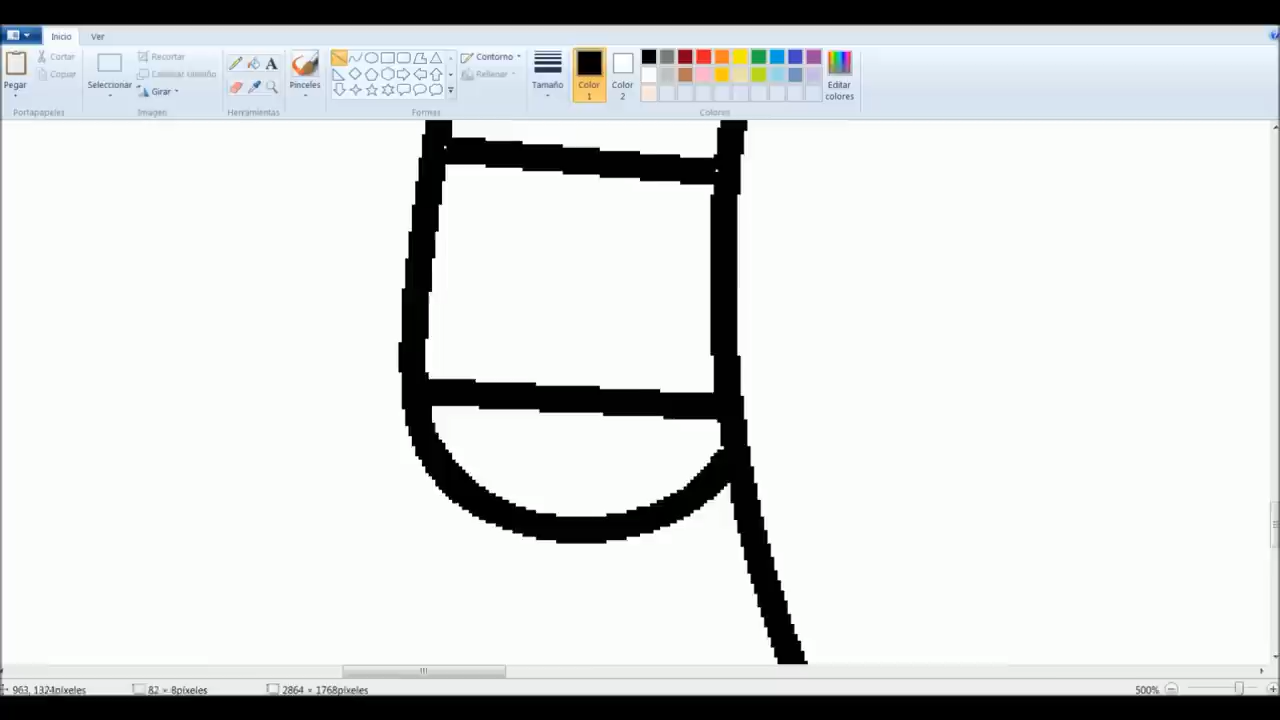 Inicio Ver
Pegar
Cortar
Copiar
Portapapeles
Seleccionar
Recortar
Cambiar tamaño
Girar
Imagen
A
Herramientas
Pinceles
Formas
Contorno
Rellenar
Tamaño
Color
1
Color
2
Editar
colores
Colores
963, 1324píxeles
82 × 8píxeles
2864 × 1768píxeles
500%